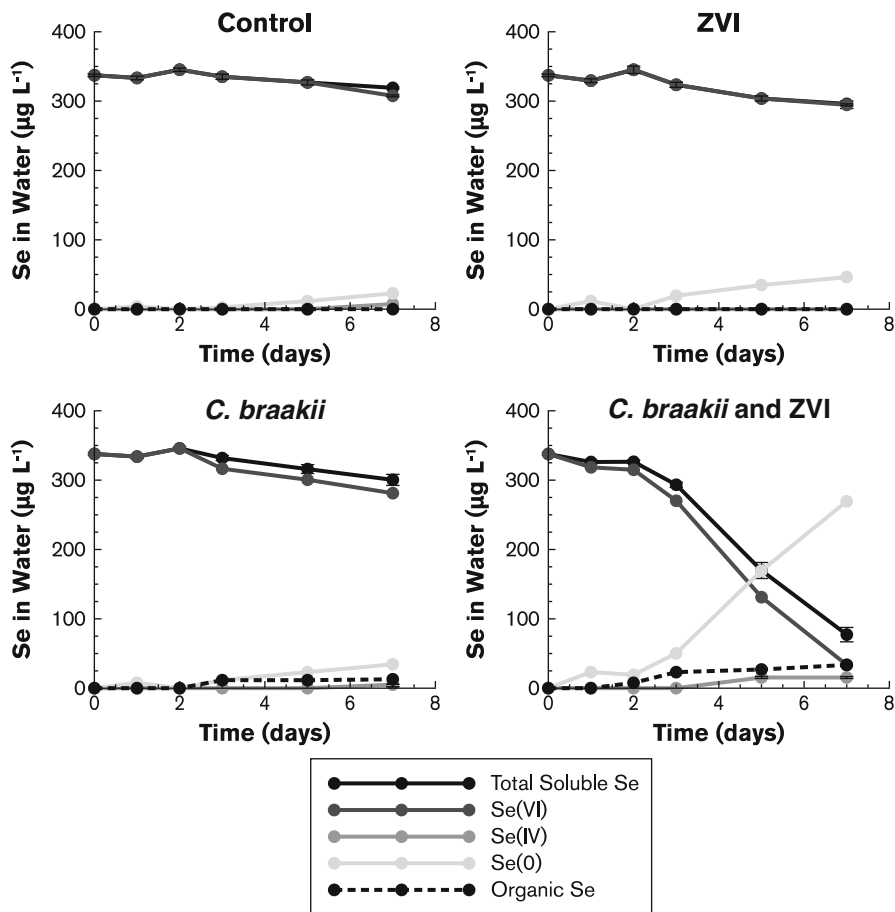 Control
Se in Water (µg L⁻¹)
400
300
200
100
0
0
2
4
6
8
Time (days)
ZVI
Se in Water (µg L⁻¹)
400
300
200
100
0
0
2
4
6
8
Time (days)
C. braakii
Se in Water (µg L⁻¹)
400
300
200
100
0
0
2
4
6
8
Time (days)
C. braakii and ZVI
Se in Water (µg L⁻¹)
400
300
200
100
0
0
2
4
6
8
Time (days)
Total Soluble Se
Se(VI)
Se(IV)
Se(0)
Organic Se